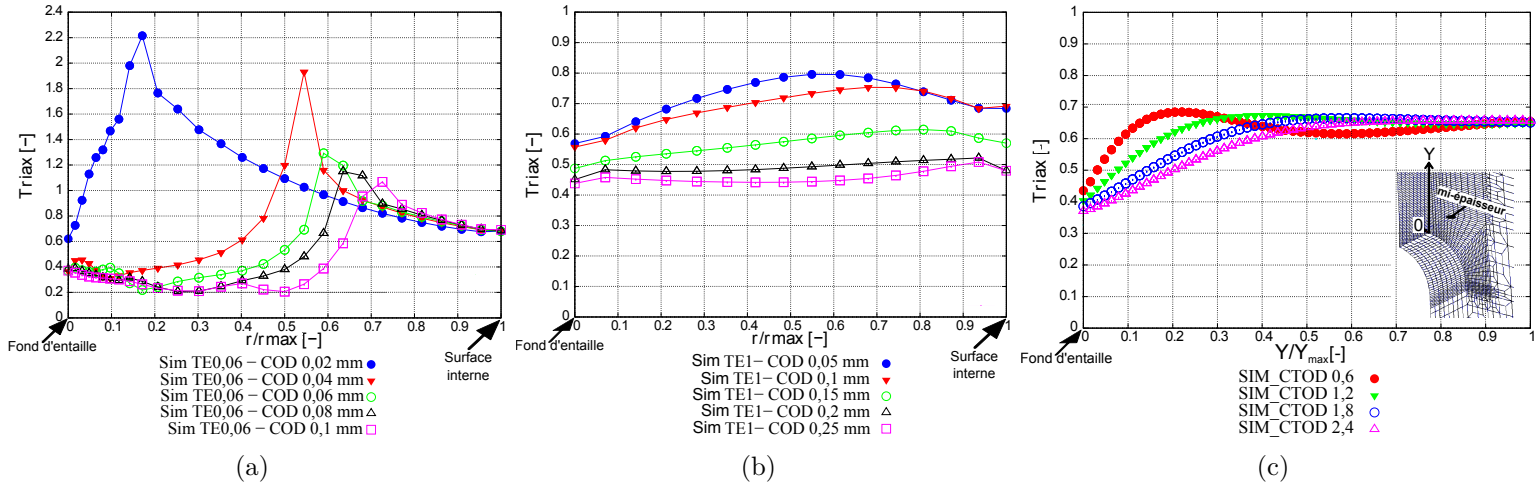 2.4
2.2
2
1.8
1.6
1.4
1.2
1
0.8
0.6
0.4
0.2
Triax [−]
0 0.1 0.2 0.3 0.4 0.5 0.6 0.7 0.8 0.9 1
r/rmax [−]
Fond d'entaille
Surface
interne
Sim TE0,06 − COD 0,02 mm
Sim TE0,06 − COD 0,04 mm
Sim TE0,06 − COD 0,06 mm
Sim TE0,06 − COD 0,08 mm
Sim TE0,06 − COD 0,1 mm
(a)
1
0.9
0.8
0.7
0.6
0.5
0.4
0.3
0.2
0.1
0
Triax [−]
0 0.1 0.2 0.3 0.4 0.5 0.6 0.7 0.8 0.9 1
r/rmax [−]
Fond d'entaille
Surface
interne
Sim TE1− COD 0,05 mm
Sim TE1− COD 0,1 mm
Sim TE1− COD 0,15 mm
Sim TE1− COD 0,2 mm
Sim TE1− COD 0,25 mm
(b)
1
0.9
0.8
0.7
0.6
0.5
0.4
0.3
0.2
0.1
0
Triax [−]
Y
mi-épaisseur
0
0 0.1 0.2 0.3 0.4 0.5 0.6 0.7 0.8 0.9 1
Y/Ymax[-]
Fond d'entaille
SIM_CTOD 0,6
SIM_CTOD 1,2
SIM_CTOD 1,8
SIM_CTOD 2,4
(c)